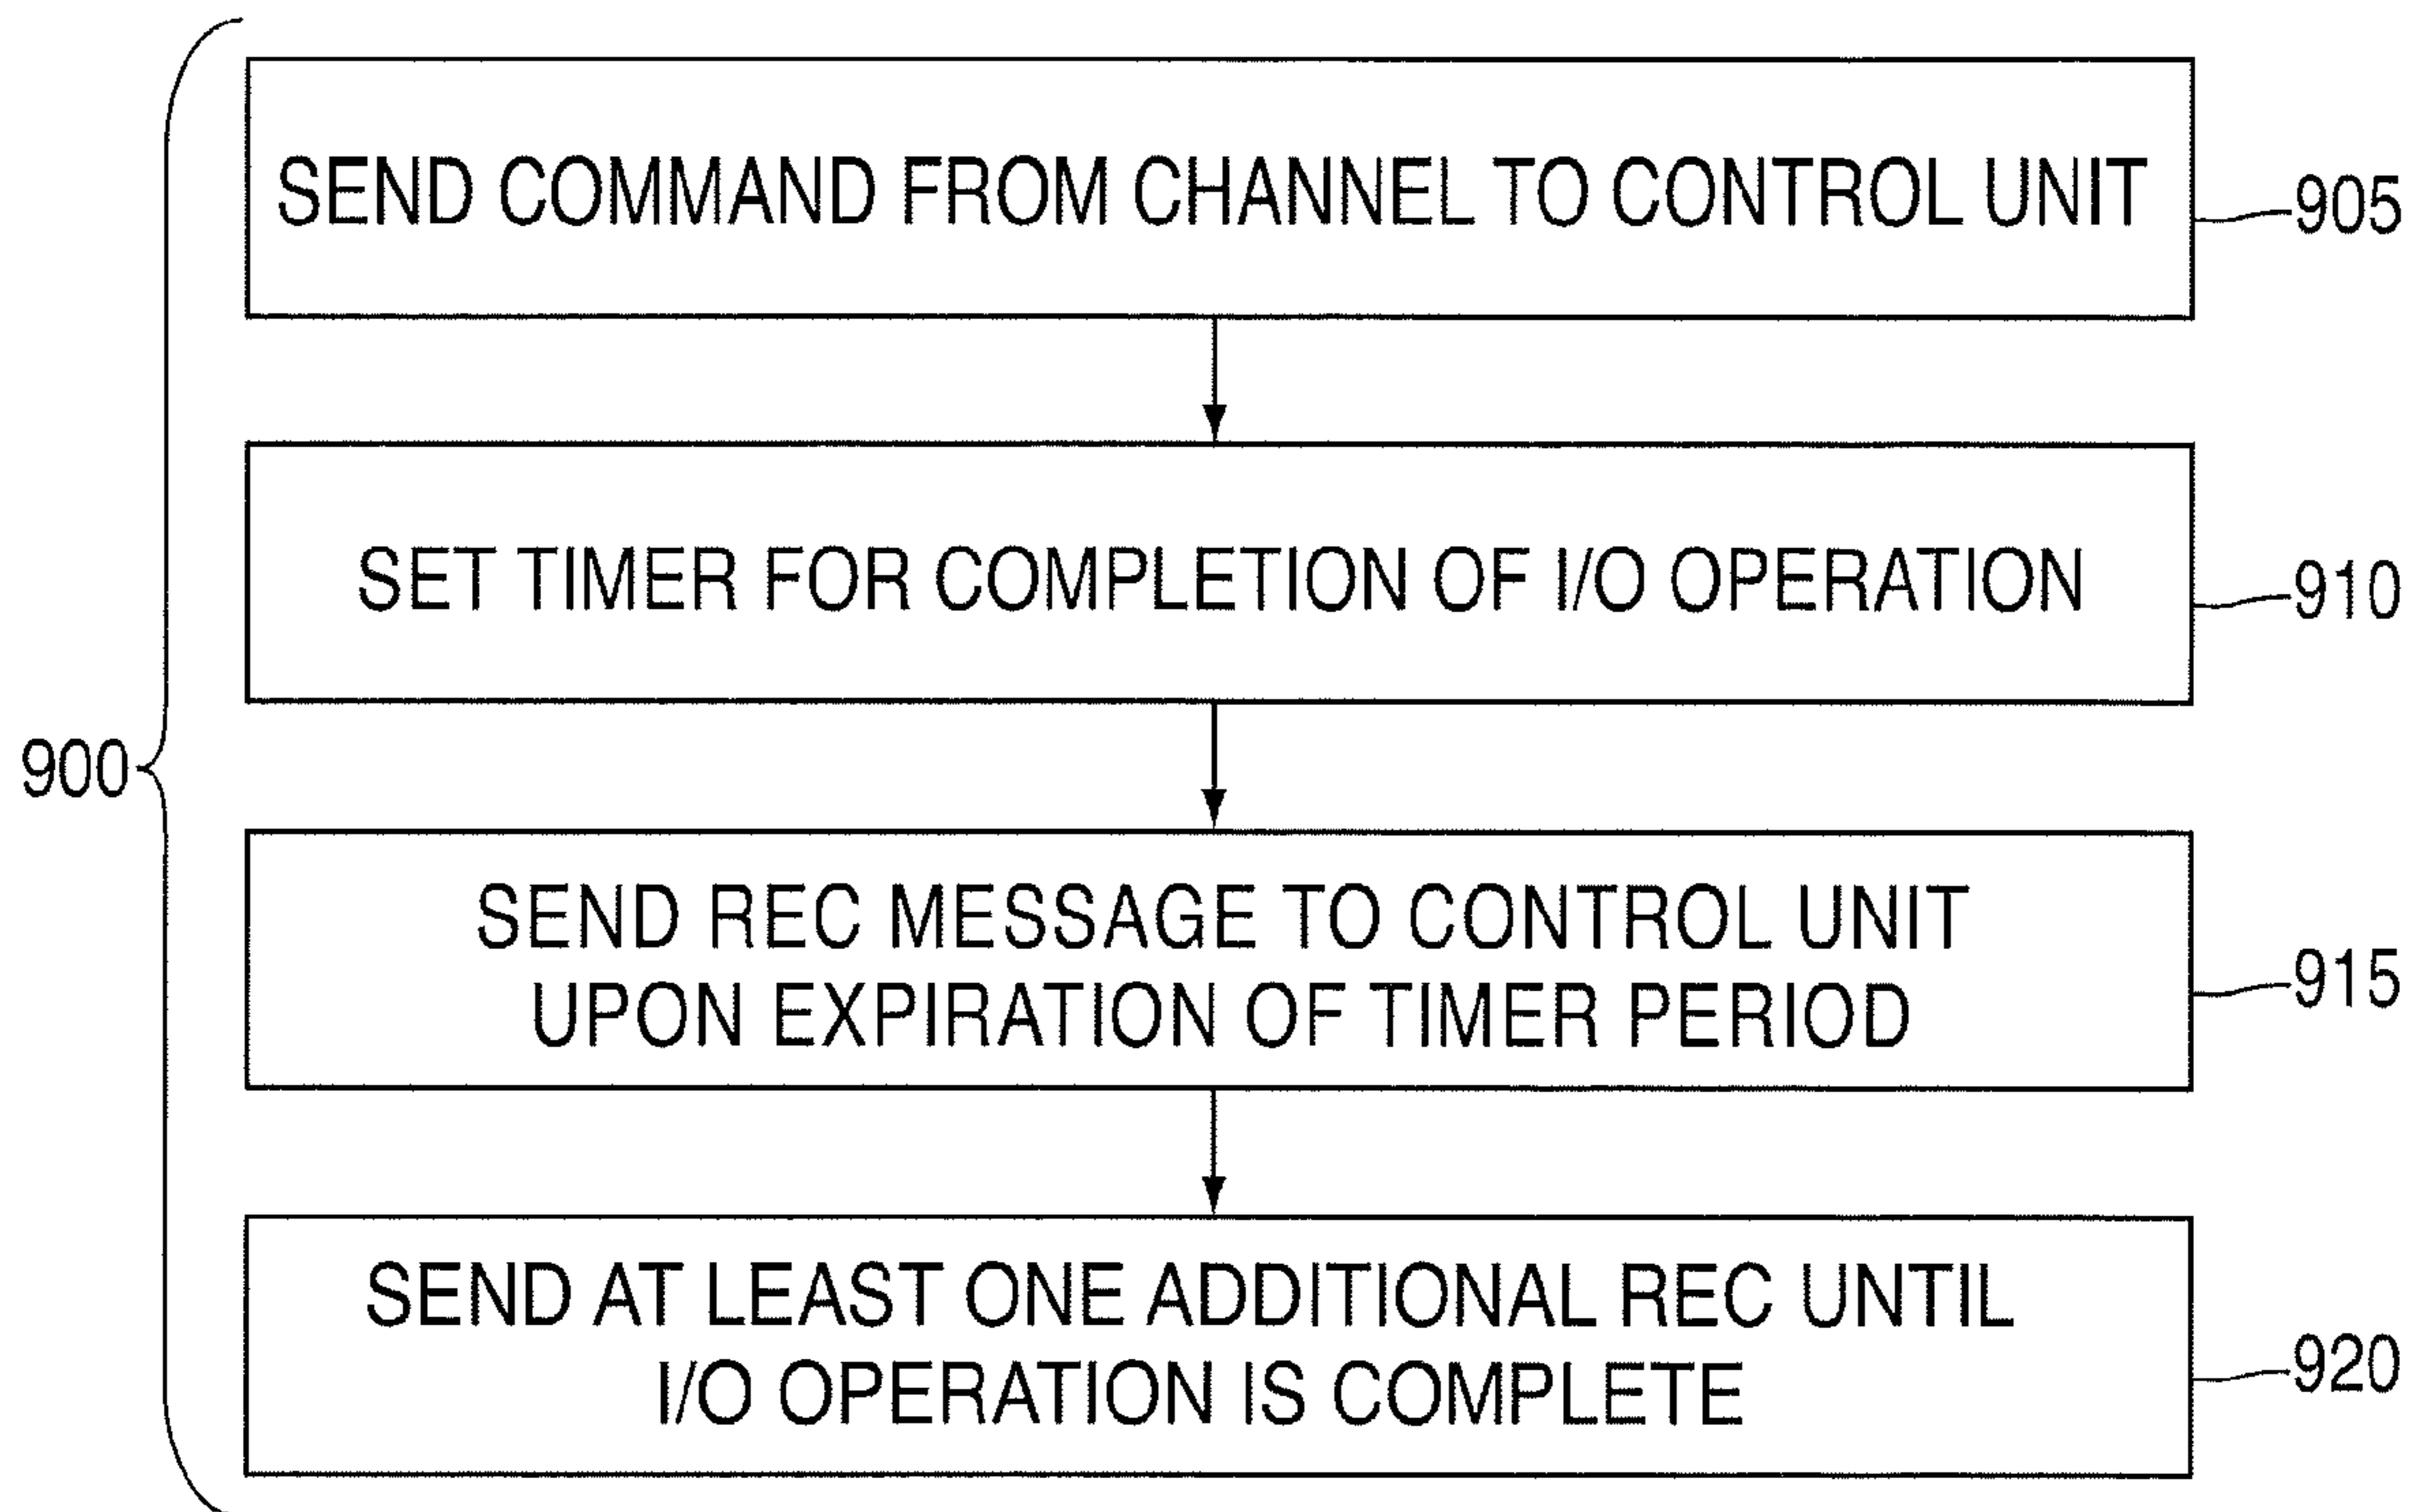 SEND COMMAND FROM CHANNEL TO CONTROL UNIT
905
SET TIMER FOR COMPLETION OF I/O OPERATION
910
900
SEND REC MESSAGE TO CONTROL UNIT
UPON EXPIRATION OF TIMER PERIOD
915
SEND AT LEAST ONE ADDITIONAL REC UNTIL
I/O OPERATION IS COMPLETE
920